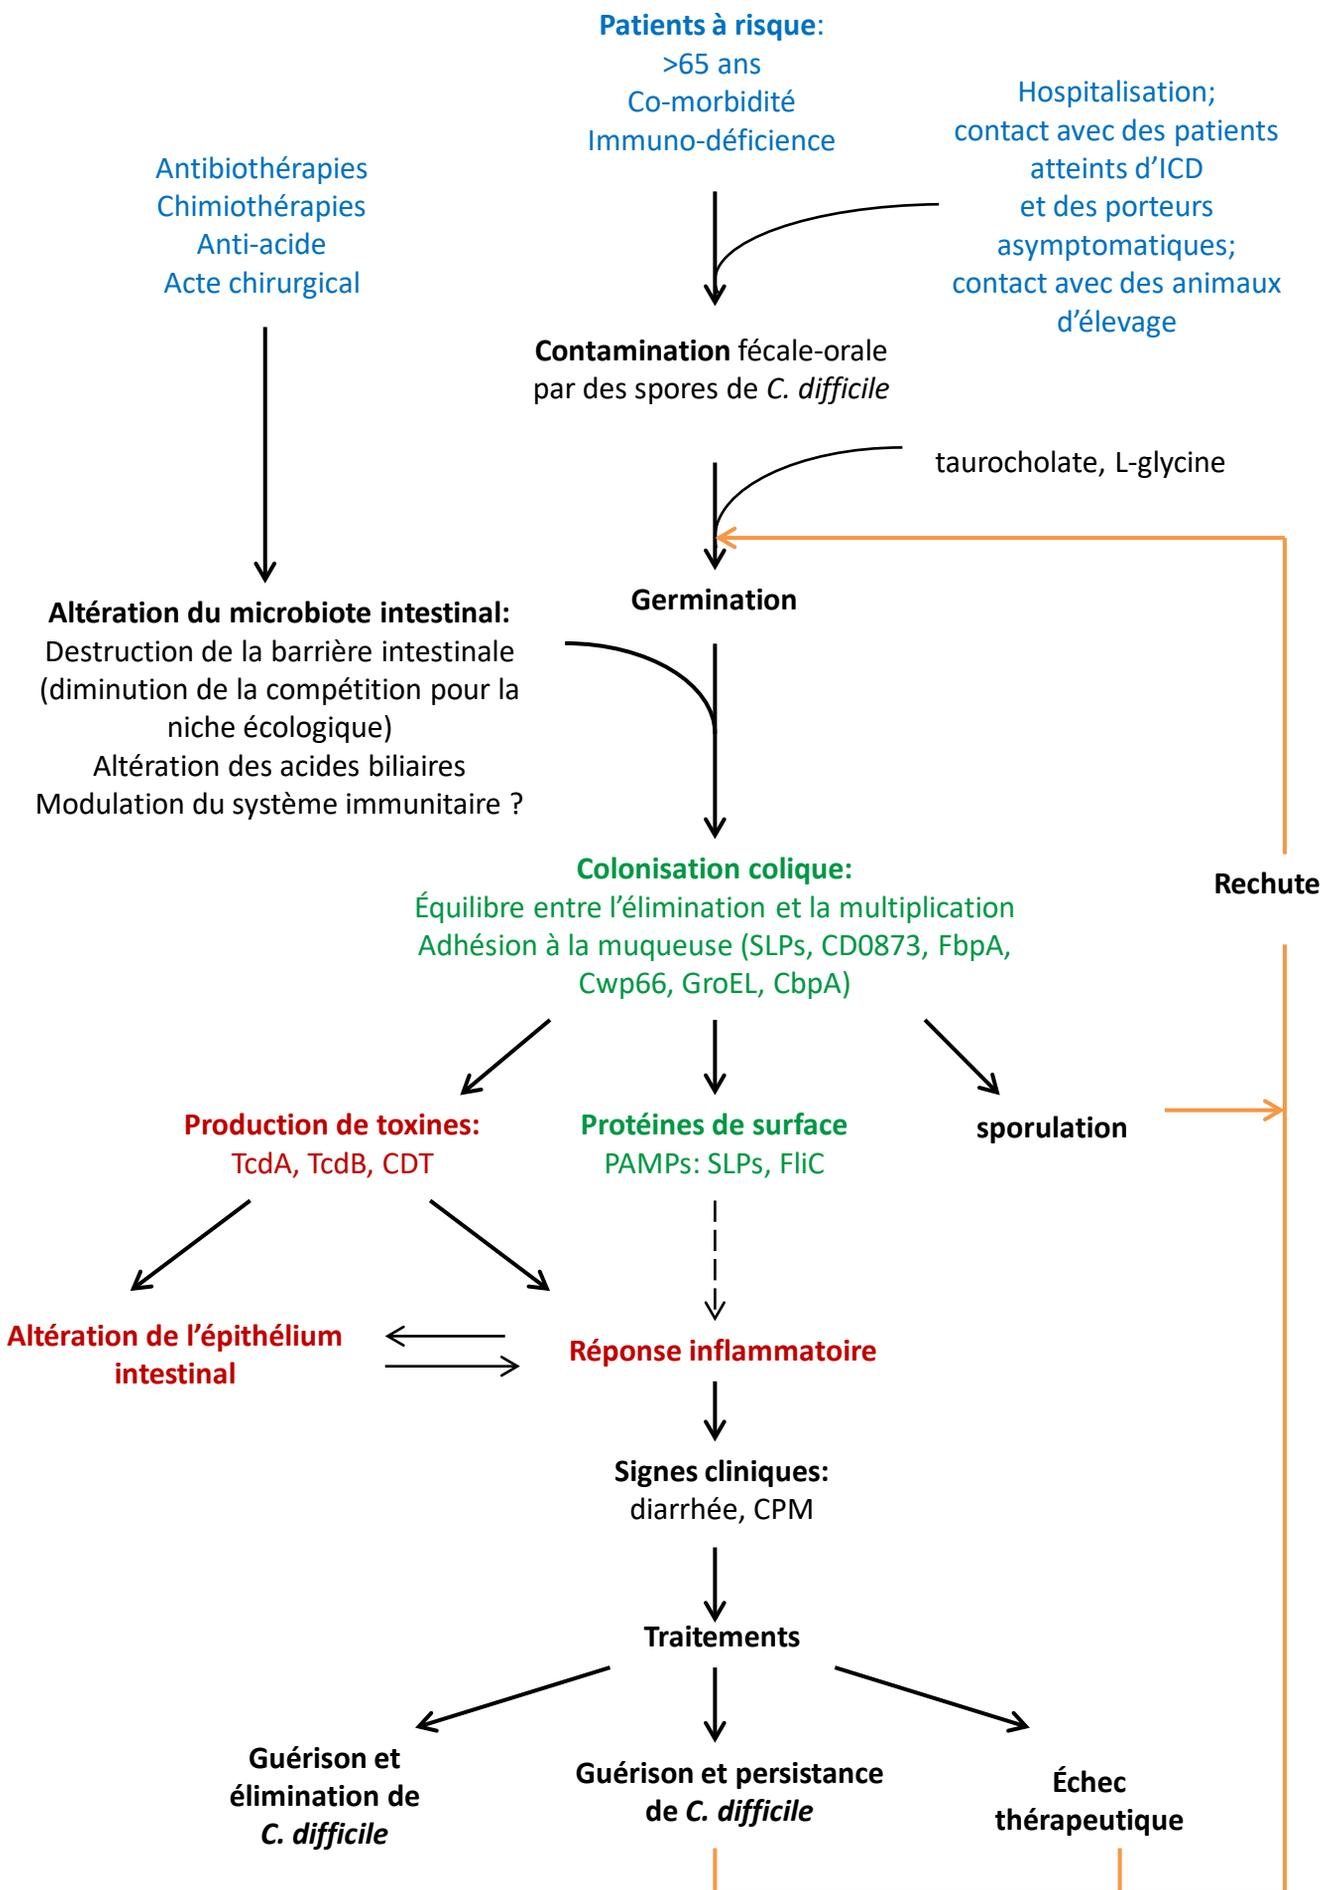 Patients à risque:
>65 ans
Co-morbidité
Immuno-déficience
Hospitalisation;
contact avec des patients
atteints d’ICD
et des porteurs
asymptomatiques;
contact avec des animaux
d’élevage
Antibiothérapies
Chimiothérapies
Anti-acide
Acte chirurgical
Contamination fécale-orale
par des spores de C. difficile
taurocholate, L-glycine
Germination
Altération du microbiote intestinal:
Destruction de la barrière intestinale
(diminution de la compétition pour la
niche écologique)
Altération des acides biliaires
Modulation du système immunitaire ?
Colonisation colique:
Équilibre entre l’élimination et la multiplication
Adhésion à la muqueuse (SLPs, CD0873, FbpA,
Cwp66, GroEL, CbpA)
Rechute
Production de toxines:
TcdA, TcdB, CDT
Protéines de surface
PAMPs: SLPs, FliC
sporulation
Altération de l’épithélium
intestinal
Réponse inflammatoire
Signes cliniques:
diarrhée, CPM
Traitements
Guérison et
élimination de
C. difficile
Guérison et persistance
de C. difficile
Échec
thérapeutique